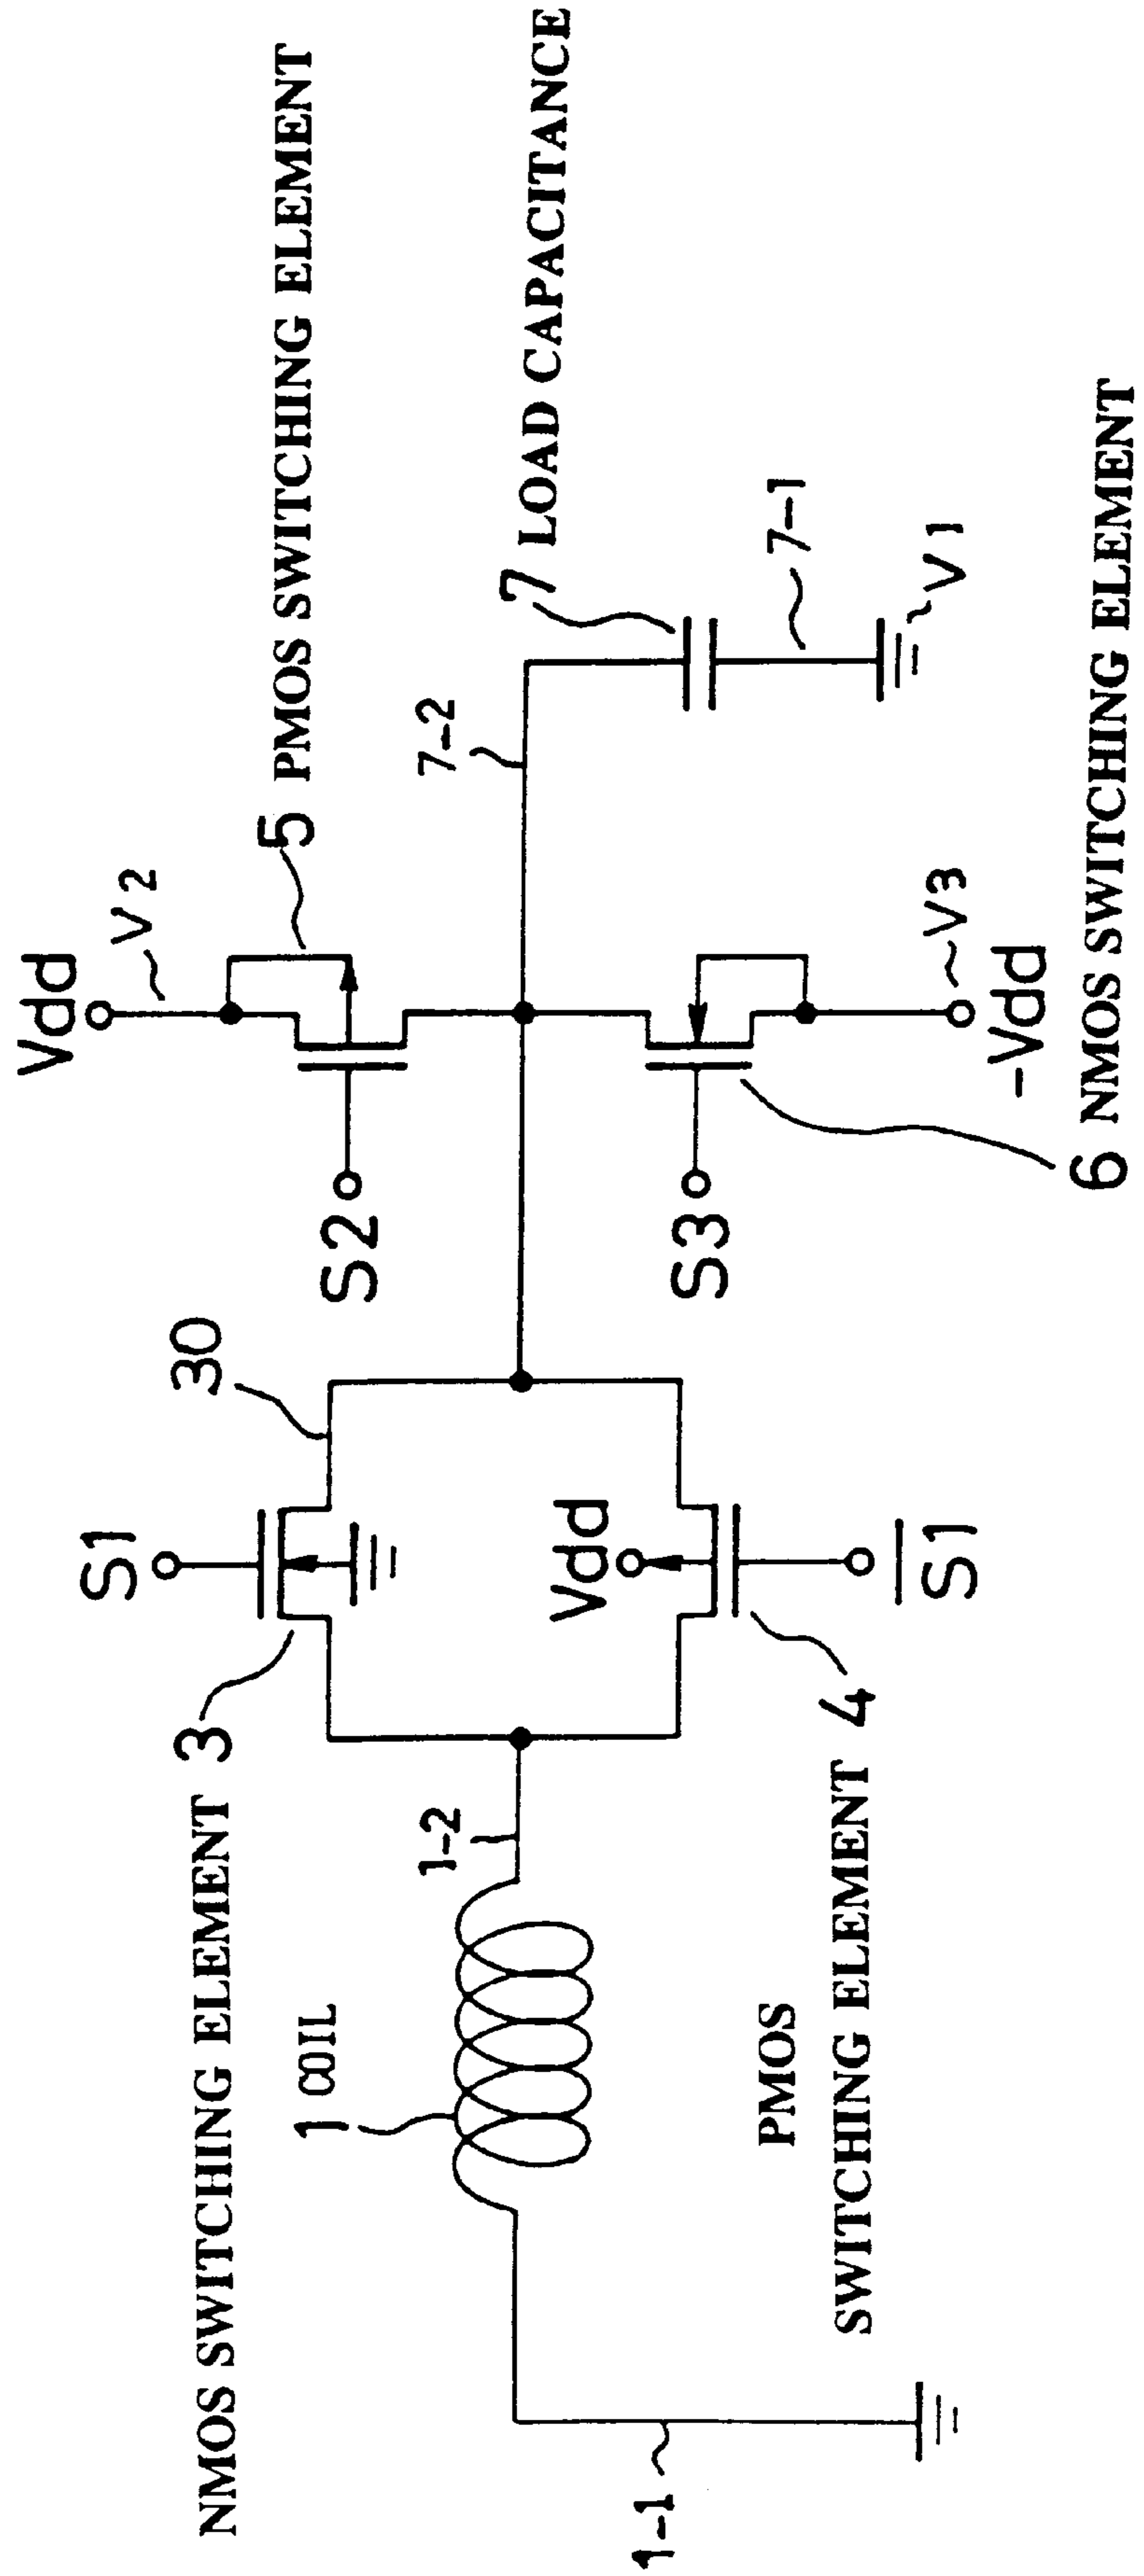 Vdd
V2
5 PMOS SWITCHING ELEMENT
S1
30
S2
7-2
7 LOAD CAPACITANCE
NMOS SWITCHING ELEMENT 3
1 COIL
1-2
Vdd
S3
7-1
V1
V3
-Vdd
6 NMOS SWITCHING ELEMENT
PMOS
SWITCHING ELEMENT 4
S1
1-1